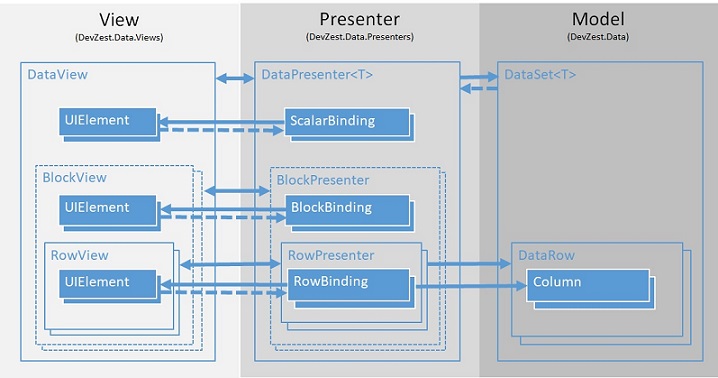 View
(DevZest.Data.Views)
Presenter
(DevZest.Data.Presenters)
Model
(DevZest.Data)
DataView
DataPresenter<T>
DataSet<T>
UIElement
ScalarBinding
BlockView
BlockPresenter
UIElement
BlockBinding
RowView
RowPresenter
DataRow
UIElement
RowBinding
Column